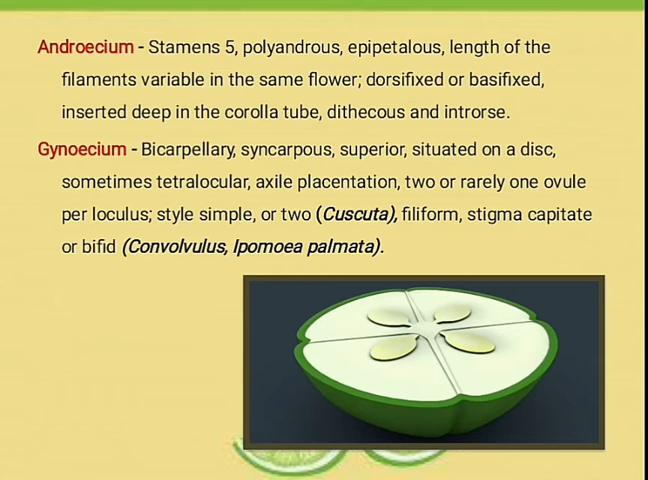 Androecium - Stamens 5, polyandrous, epipetalous, length of the
filaments variable in the same flower; dorsifixed or basifixed,
inserted deep in the corolla tube, dithecous and introrse.
Gynoecium - Bicarpellary, syncarpous, superior, situated on a disc,
sometimes tetralocular, axile placentation, two or rarely one ovule
per loculus; style simple, or two (Cuscuta), filiform, stigma capitate
or bifid (Convolvulus, Ipomoea palmata).